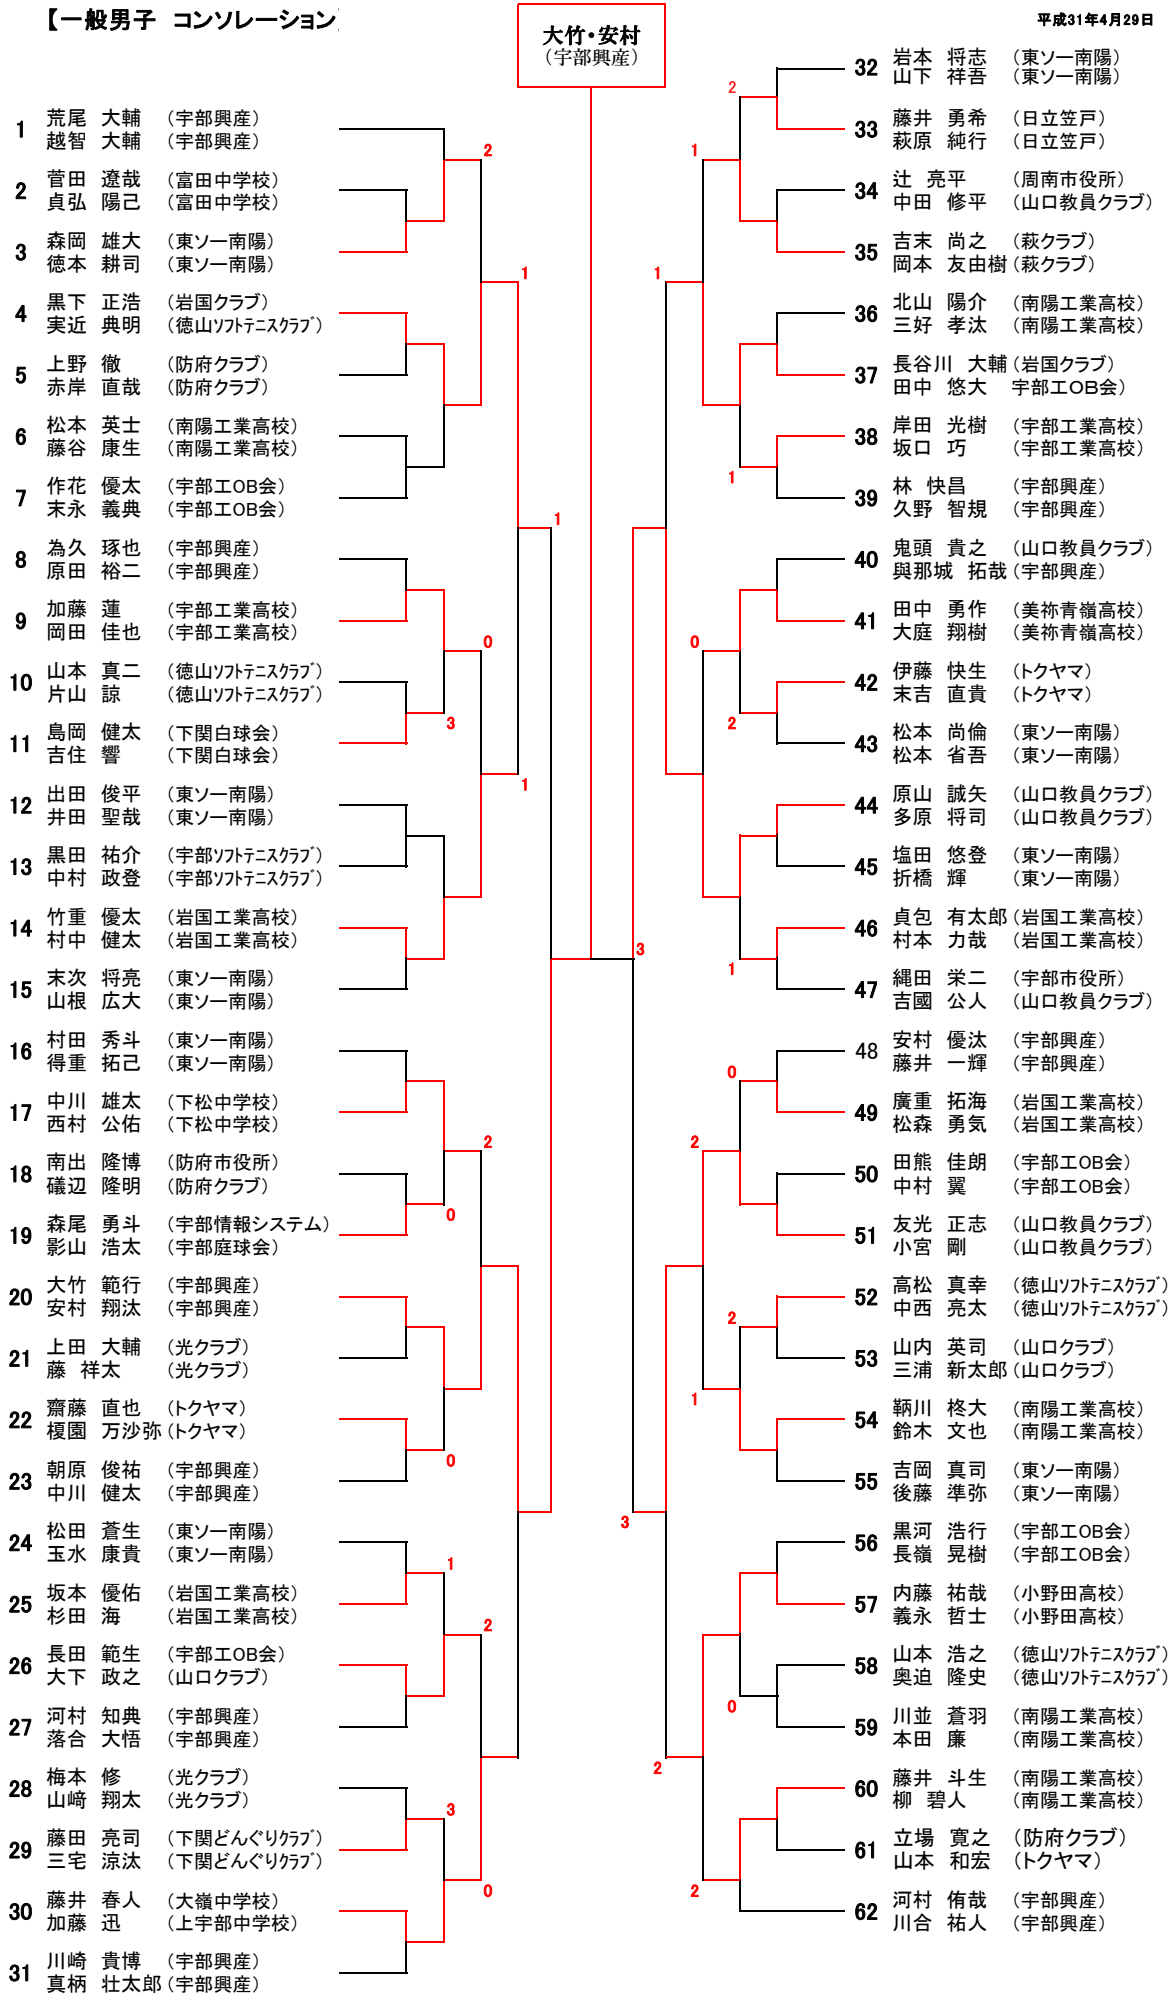 【一般男子 コンソレーション
平成31年4月29日
大竹・安村
(宇部興産)
1 荒尾 大輔 (宇部興産)
越智 大輔 (宇部興産)
2 菅田 遼哉 (富田中学校)
貞弘 陽己 (富田中学校)
3 森岡 雄大 (東ソー南陽)
徳本 耕司 (東ソー南陽)
4 黒下 正浩 (岩国クラブ)
実近 典明 (徳山ソフトテニスクラブ)
5 上野 徹 (防府クラブ)
赤岸 直哉 (防府クラブ)
6 松本 英士 (南陽工業高校)
藤谷 康生 (南陽工業高校)
7 作花 優太 (宇部工OB会)
末永 義典 (宇部工OB会)
8 為久 琢也 (宇部興産)
原田 裕二 (宇部興産)
9 加藤 蓮 (宇部工業高校)
岡田 佳也 (宇部工業高校)
10 山本 真二 (徳山ソフトテニスクラブ)
片山 諒 (徳山ソフトテニスクラブ)
11 島岡 健太 (下関白球会)
吉住 響 (下関白球会)
12 出田 俊平 (東ソー南陽)
井田 聖哉 (東ソー南陽)
13 黒田 祐介 (宇部ソフトテニスクラブ)
中村 政登 (宇部ソフトテニスクラブ)
14 竹重 優太 (岩国工業高校)
村中 健太 (岩国工業高校)
15 末次 将亮 (東ソー南陽)
山根 広大 (東ソー南陽)
16 村田 秀斗 (東ソー南陽)
得重 拓己 (東ソー南陽)
17 中川 雄太 (下松中学校)
西村 公佑 (下松中学校)
18 南出 隆博 (防府市役所)
礒辺 隆明 (防府クラブ)
19 森尾 勇斗 (宇部情報システム)
影山 浩太 (宇部庭球会)
20 大竹 範行 (宇部興産)
安村 翔汰 (宇部興産)
21 上田 大輔 (光クラブ)
藤 祥太 (光クラブ)
22 齋藤 直也 (トクヤマ)
榎園 万沙弥 (トクヤマ)
23 朝原 俊祐 (宇部興産)
中川 健太 (宇部興産)
24 松田 蒼生 (東ソー南陽)
玉水 康貴 (東ソー南陽)
25 坂本 優佑 (岩国工業高校)
杉田 海 (岩国工業高校)
26 長田 範生 (宇部工OB会)
大下 政之 (山口クラブ)
27 河村 知典 (宇部興産)
落合 大悟 (宇部興産)
28 梅本 修 (光クラブ)
山﨑 翔太 (光クラブ)
29 藤田 亮司 (下関どんぐりクラブ)
三宅 涼汰 (下関どんぐりクラブ)
30 藤井 春人 (大嶺中学校)
加藤 迅 (上宇部中学校)
31 川崎 貴博 (宇部興産)
真柄 壮太郎 (宇部興産)
2
1
1
0
3
1
2
0
0
1
2
3
0
32 岩本 将志 (東ソー南陽)
山下 祥吾 (東ソー南陽)
33 藤井 勇希 (日立笠戸)
萩原 純行 (日立笠戸)
34 辻 亮平 (周南市役所)
中田 修平 (山口教員クラブ)
35 吉末 尚之 (萩クラブ)
岡本 友由樹 (萩クラブ)
36 北山 陽介 (南陽工業高校)
三好 孝汰 (南陽工業高校)
37 長谷川 大輔 (岩国クラブ)
田中 悠大 宇部工OB会)
38 岸田 光樹 (宇部工業高校)
坂口 巧 (宇部工業高校)
39 林 快昌 (宇部興産)
久野 智規 (宇部興産)
40 鬼頭 貴之 (山口教員クラブ)
與那城 拓哉 (宇部興産)
41 田中 勇作 (美祢青嶺高校)
大庭 翔樹 (美祢青嶺高校)
42 伊藤 快生 (トクヤマ)
末吉 直貴 (トクヤマ)
43 松本 尚倫 (東ソー南陽)
松本 省吾 (東ソー南陽)
44 原山 誠矢 (山口教員クラブ)
多原 将司 (山口教員クラブ)
45 塩田 悠登 (東ソー南陽)
折橋 輝 (東ソー南陽)
46 貞包 有太郎 (岩国工業高校)
村本 力哉 (岩国工業高校)
47 縄田 栄二 (宇部市役所)
吉國 公人 (山口教員クラブ)
48 安村 優汰 (宇部興産)
藤井 一輝 (宇部興産)
49 廣重 拓海 (岩国工業高校)
松森 勇気 (岩国工業高校)
50 田熊 佳朗 (宇部工OB会)
中村 翼 (宇部工OB会)
51 友光 正志 (山口教員クラブ)
小宮 剛 (山口教員クラブ)
52 高松 真幸 (徳山ソフトテニスクラブ)
中西 亮太 (徳山ソフトテニスクラブ)
53 山内 英司 (山口クラブ)
三浦 新太郎 (山口クラブ)
54 鞆川 柊大 (南陽工業高校)
鈴木 文也 (南陽工業高校)
55 吉岡 真司 (東ソー南陽)
後藤 準弥 (東ソー南陽)
56 黒河 浩行 (宇部工OB会)
長嶺 晃樹 (宇部工OB会)
57 内藤 祐哉 (小野田高校)
義永 哲士 (小野田高校)
58 山本 浩之 (徳山ソフトテニスクラブ)
奥迫 隆史 (徳山ソフトテニスクラブ)
59 川並 蒼羽 (南陽工業高校)
本田 廉 (南陽工業高校)
60 藤井 斗生 (南陽工業高校)
柳 碧人 (南陽工業高校)
61 立場 寛之 (防府クラブ)
山本 和宏 (トクヤマ)
62 河村 侑哉 (宇部興産)
川合 祐人 (宇部興産)
2
1
1
1
0
2
1
3
0
2
2
1
3
0
2
2